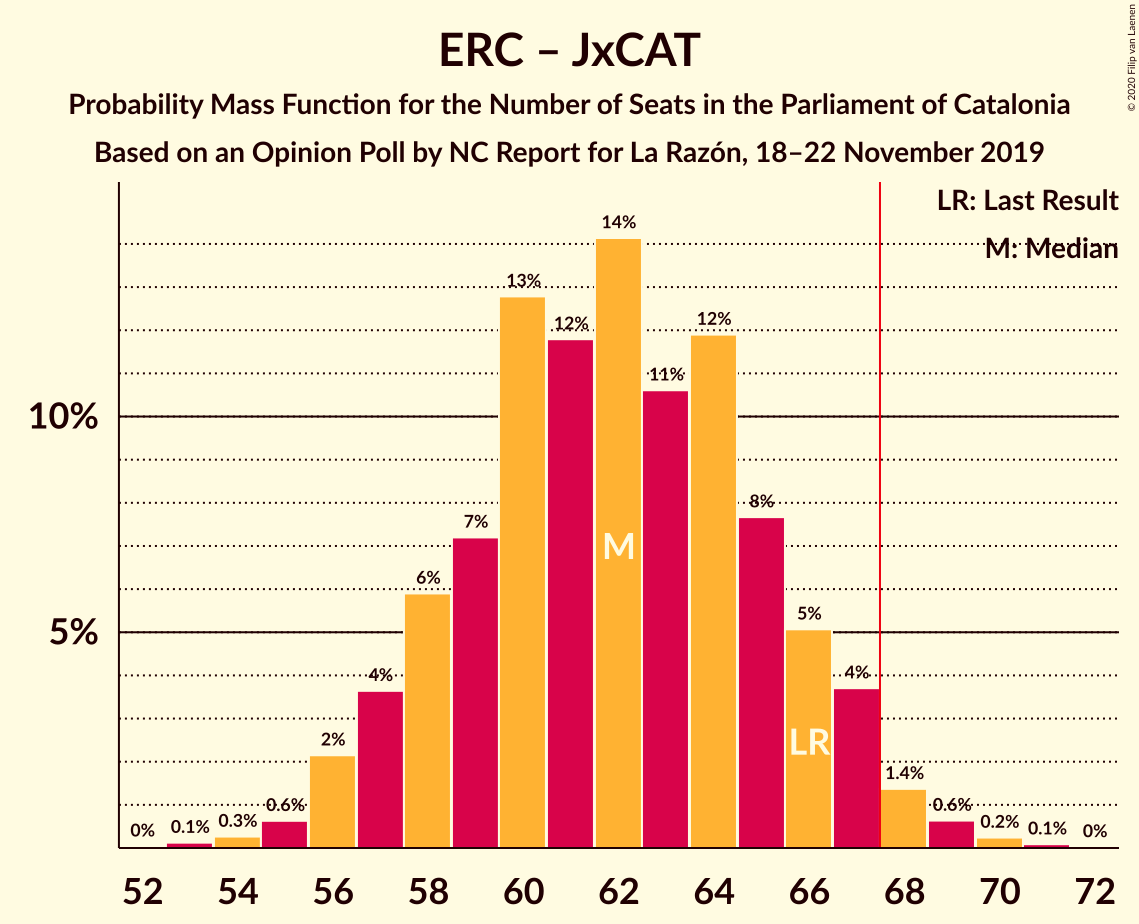 ERC – JxCAT
Probability Mass Function for the Number of Seats in the Parliament of Catalonia
Based on an Opinion Poll by NC Report for La Razón, 18–22 November 2019
© 2020 Filip van Laenen
LR: Last Result
M: Median
10%
5%
0%
0.1%
0.3%
0.6%
2%
4%
6%
7%
13%
12%
14%
11%
12%
8%
5%
4%
1.4%
0.6%
0.2%
0.1%
0%
M
LR
52 54 56 58 60 62 64 66 68 70 72